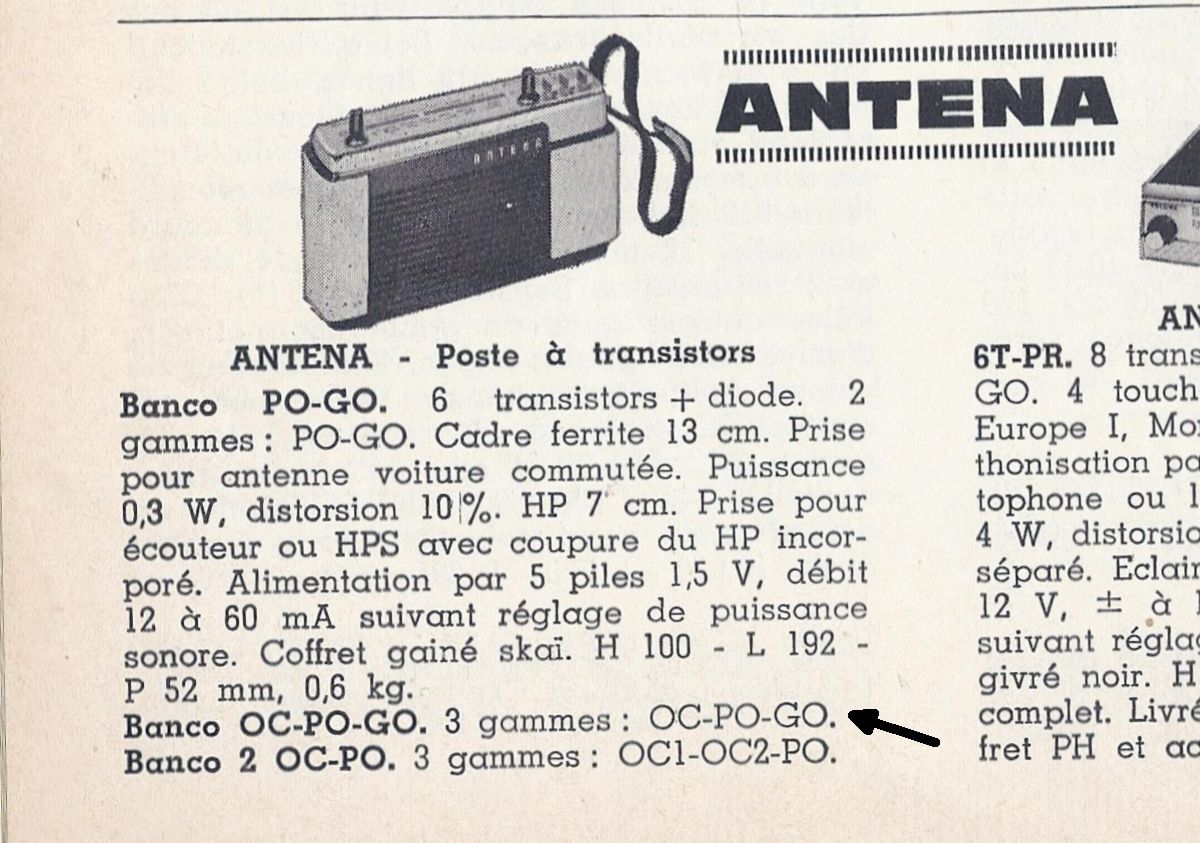 ANTENA
ANTENA
ANTENA - Poste à transistors
Banco PO-GO. 6 transistors + diode. 2
gammes : PO-GO. Cadre ferrite 13 cm. Prise
pour antenne voiture commutée. Puissance
0,3 W, distorsion 10 %. HP 7 cm. Prise pour
écouteur ou HPS avec coupure du HP incor-
poré. Alimentation par 5 piles 1,5 V, débit
12 à 60 mA suivant réglage de puissance
sonore. Coffret gainé skaï. H 100 - L 192 -
P 52 mm, 0,6 kg.
Banco OC-PO-GO. 3 gammes : OC-PO-GO.
Banco 2 OC-PO. 3 gammes : OC1-OC2-PO.
6T-PR. 8 trans
GO. 4 touch
Europe I, Mo
thonisation pa
tophone ou
4 W, distorsio
séparé. Eclair
12 V, ± à
suivant réglag
givré noir. H
complet. Livré
fret PH et ac